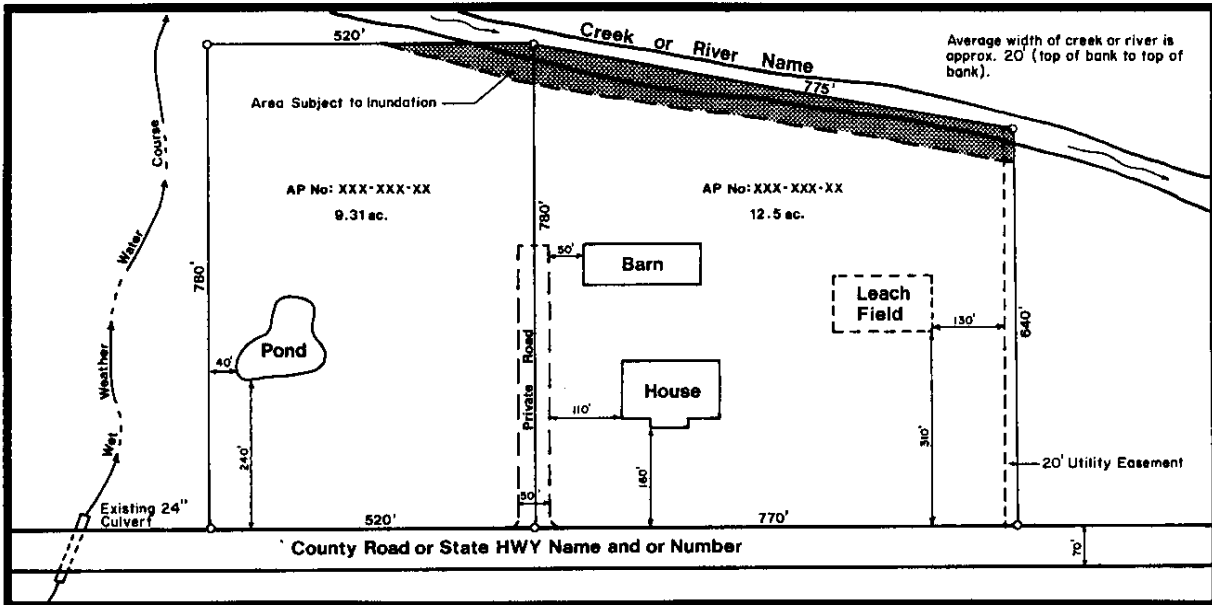 520'
Creek or River Name
775'
Average width of creek or river is
approx. 20' (top of bank to top of
bank).
Area Subject to Inundation
AP No: XXX-XXX-XX
9.31 ac.
AP No: XXX-XXX-XX
12.5 ac.
780'
780'
50'
Barn
Leach
Field
130'
640'
Wet Weather Water Course
Pond
40'
240'
Private Road
House
110'
160'
310'
20' Utility Easement
50'
Existing 24"
Culvert
520'
770'
County Road or State HWY Name and or Number
70'